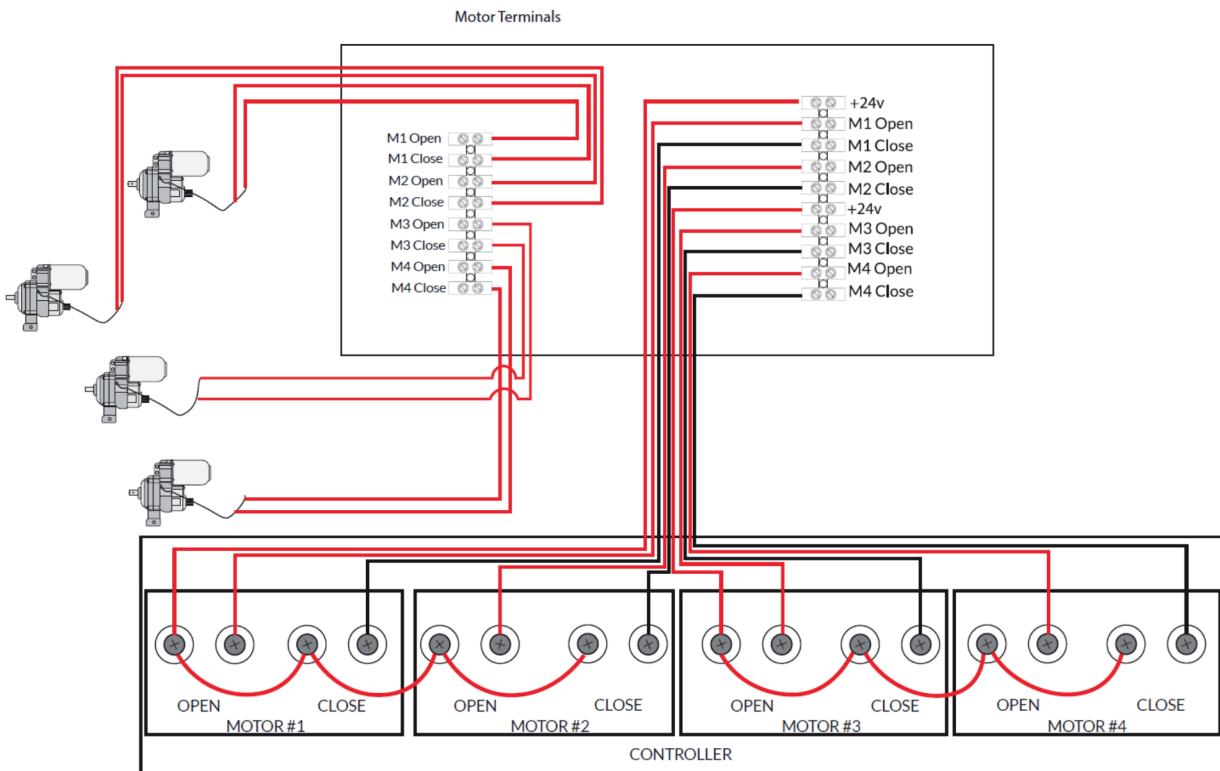 Motor Terminals
M1 Open
M1 Close
M2 Open
M2 Close
M3 Open
M3 Close
M4 Open
M4 Close
+24v
M1 Open
M1 Close
M2 Open
M2 Close
+24v
M3 Open
M3 Close
M4 Open
M4 Close
OPEN CLOSE
MOTOR #1
OPEN CLOSE
MOTOR #2
OPEN CLOSE
MOTOR #3
OPEN CLOSE
MOTOR #4
CONTROLLER